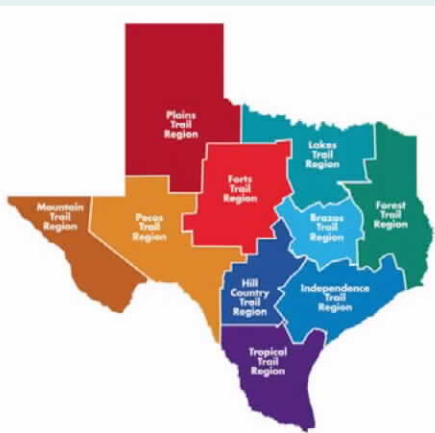 Plains
Trail
Region
Lakes
Trail
Region
Forts
Trail
Region
Mountain
Trail
Region
Pecos
Trail
Region
Brazos
Trail
Region
Forest
Trail
Region
Hill
Country
Trail
Region
Independence
Trail
Region
Tropical
Trail
Region